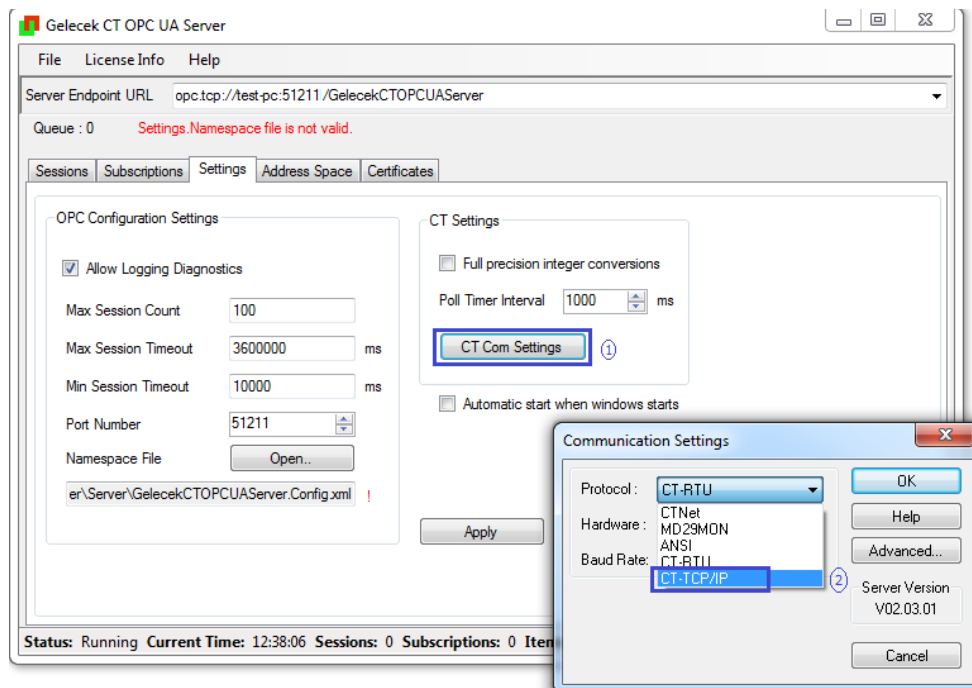 Gelecek CT OPC UA Server
File License Info Help
Server Endpoint URL opc.tcp://test-pc:51211/GelecekCTOPCUAServer
Queue : 0 Settings.Namespace file is not valid.
Sessions Subscriptions Settings Address Space Certificates
OPC Configuration Settings
Allow Logging Diagnostics
Max Session Count 100
Max Session Timeout 3600000 ms
Min Session Timeout 10000 ms
Port Number 51211
Namespace File Open..
er\Server\GelecekCTOPCUAServer.Config.xml !
CT Settings
Full precision integer conversions
Poll Timer Interval 1000 ms
CT Com Settings 1
Automatic start when windows starts
Apply
Communication Settings
Protocol : CT-RTU
CTNet
Hardware : MD29MON
ANSI
Baud Rate: CT-RTU
CT-TCP/IP 2
OK
Help
Advanced...
Server Version
V02.03.01
Cancel
Status: Running Current Time: 12:38:06 Sessions: 0 Subscriptions: 0